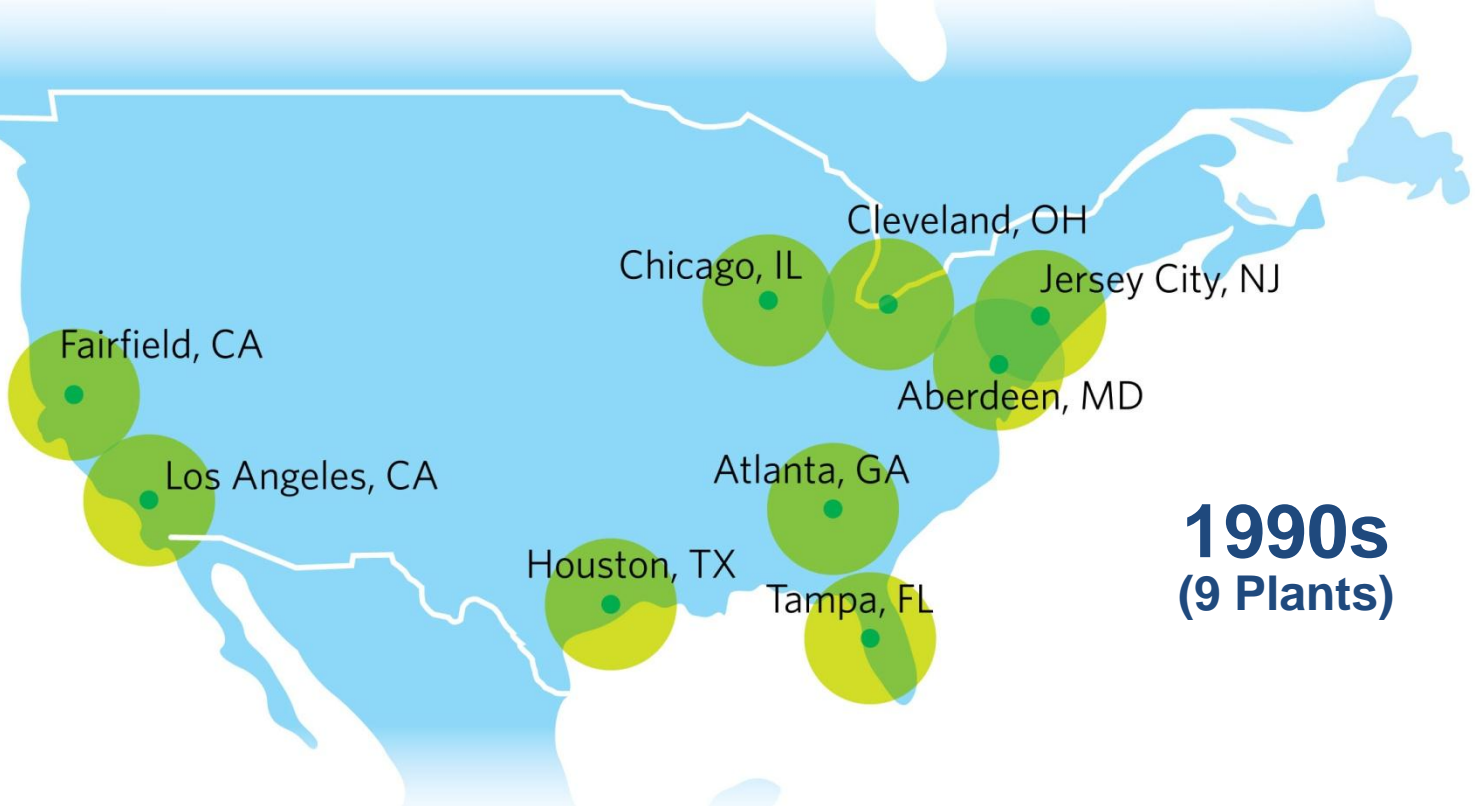 Cleveland, OH
Chicago, IL
Jersey City, NJ
Fairfield, CA
Aberdeen, MD
Los Angeles, CA
Atlanta, GA
Houston, TX
Tampa, FL
1990s
(9 Plants)